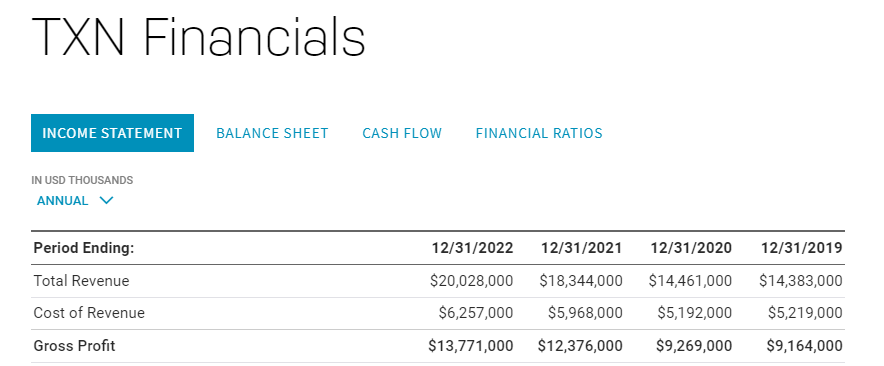 TXN Financials
INCOME STATEMENT BALANCE SHEET CASH FLOW FINANCIAL RATIOS
IN USD THOUSANDS
ANNUAL
Period Ending: 12/31/2022 12/31/2021 12/31/2020 12/31/2019
Total Revenue $20,028,000 $18,344,000 $14,461,000 $14,383,000
Cost of Revenue $6,257,000 $5,968,000 $5,192,000 $5,219,000
Gross Profit $13,771,000 $12,376,000 $9,269,000 $9,164,000